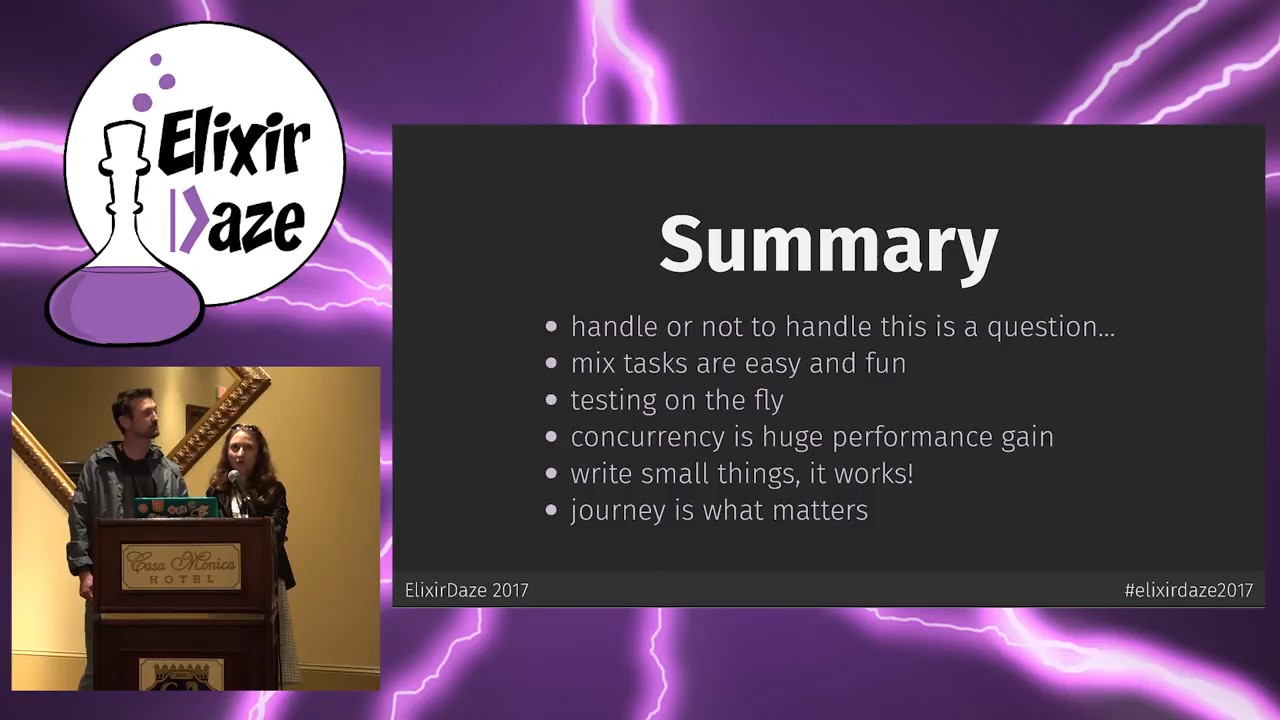 Elixir
Daze
Summary
• handle or not to handle this is a question...
• mix tasks are easy and fun
• testing on the fly
• concurrency is huge performance gain
• write small things, it works!
• journey is what matters
ElixirDaze 2017
#elixirdaze2017
Casa Monica
HOTEL